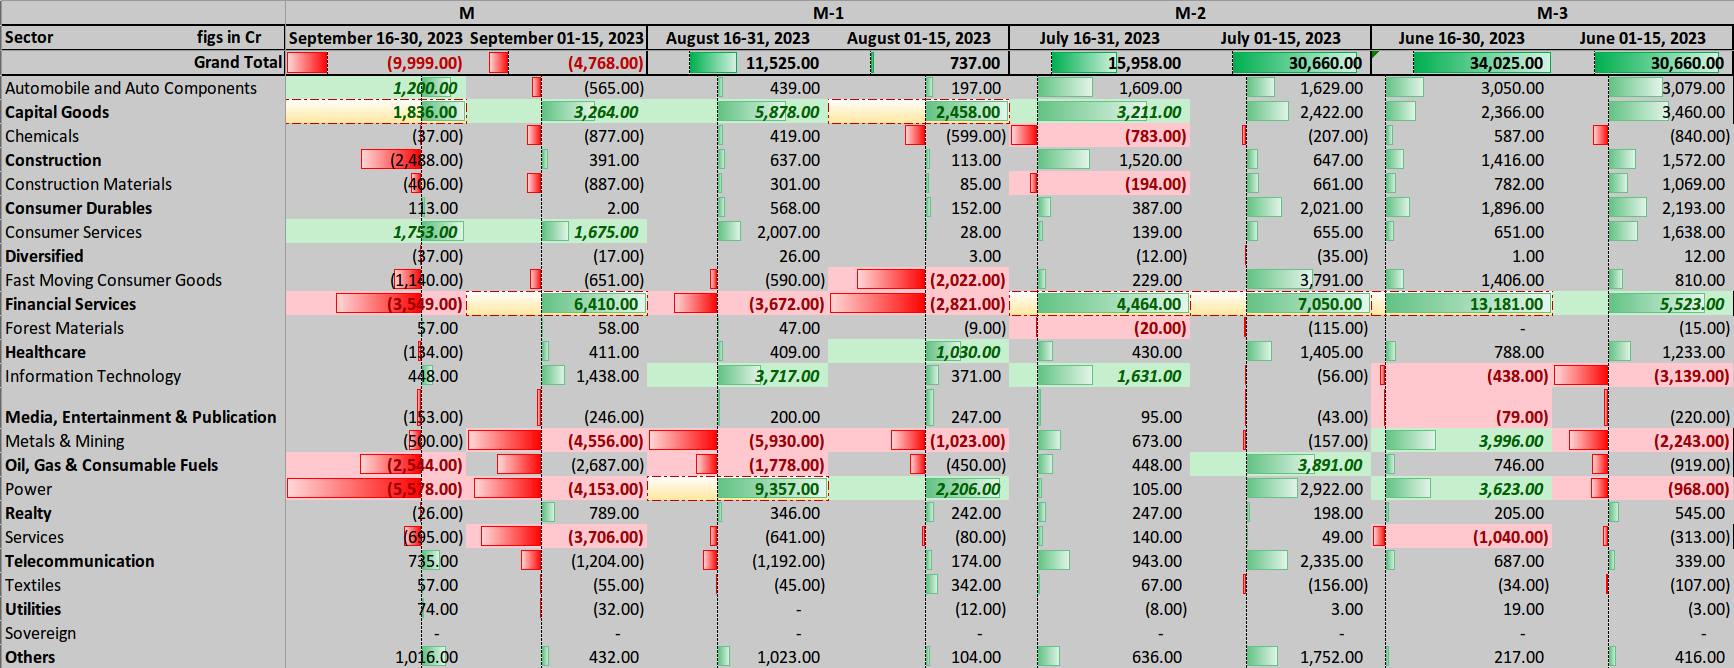 M M-1 M-2 M-3
Sector figs in Cr September 16-30, 2023 September 01-15, 2023 August 16-31, 2023 August 01-15, 2023 July 16-31, 2023 July 01-15, 2023 June 16-30, 2023 June 01-15, 2023
Grand Total (9,999.00) (4,768.00) 11,525.00 737.00 15,958.00 30,660.00 34,025.00 30,660.00
Automobile and Auto Components 1,200.00 (565.00) 439.00 197.00 1,609.00 1,629.00 3,050.00 3,079.00
Capital Goods 1,836.00 3,264.00 5,878.00 2,458.00 3,211.00 2,422.00 2,366.00 3,460.00
Chemicals (37.00) (877.00) 419.00 (599.00) (783.00) (207.00) 587.00 (840.00)
Construction (2,488.00) 391.00 637.00 113.00 1,520.00 647.00 1,416.00 1,572.00
Construction Materials (406.00) (887.00) 301.00 85.00 (194.00) 661.00 782.00 1,069.00
Consumer Durables 113.00 2.00 568.00 152.00 387.00 2,021.00 1,896.00 2,193.00
Consumer Services 1,753.00 1,675.00 2,007.00 28.00 139.00 655.00 651.00 1,638.00
Diversified (37.00) (17.00) 26.00 3.00 (12.00) (35.00) 1.00 12.00
Fast Moving Consumer Goods (1,140.00) (651.00) (590.00) (2,022.00) 229.00 3,791.00 1,406.00 810.00
Financial Services (3,549.00) 6,410.00 (3,672.00) (2,821.00) 4,464.00 7,050.00 13,181.00 5,523.00
Forest Materials 57.00 58.00 47.00 (9.00) (20.00) (115.00) - (15.00)
Healthcare (134.00) 411.00 409.00 1,030.00 430.00 1,405.00 788.00 1,233.00
Information Technology 448.00 1,438.00 3,717.00 371.00 1,631.00 (56.00) (438.00) (3,139.00)
Media, Entertainment & Publication (153.00) (246.00) 200.00 247.00 95.00 (43.00) (79.00) (220.00)
Metals & Mining (500.00) (4,556.00) (5,930.00) (1,023.00) 673.00 (157.00) 3,996.00 (2,243.00)
Oil, Gas & Consumable Fuels (2,544.00) (2,687.00) (1,778.00) (450.00) 448.00 3,891.00 746.00 (919.00)
Power (5,578.00) (4,153.00) 9,357.00 2,206.00 105.00 2,922.00 3,623.00 (968.00)
Realty (26.00) 789.00 346.00 242.00 247.00 198.00 205.00 545.00
Services (695.00) (3,706.00) (641.00) (80.00) 140.00 49.00 (1,040.00) (313.00)
Telecommunication 735.00 (1,204.00) (1,192.00) 174.00 943.00 2,335.00 687.00 339.00
Textiles 57.00 (55.00) (45.00) 342.00 67.00 (156.00) (34.00) (107.00)
Utilities 74.00 (32.00) - (12.00) (8.00) 3.00 19.00 (3.00)
Sovereign - - - - - - - -
Others 1,016.00 432.00 1,023.00 104.00 636.00 1,752.00 217.00 416.00